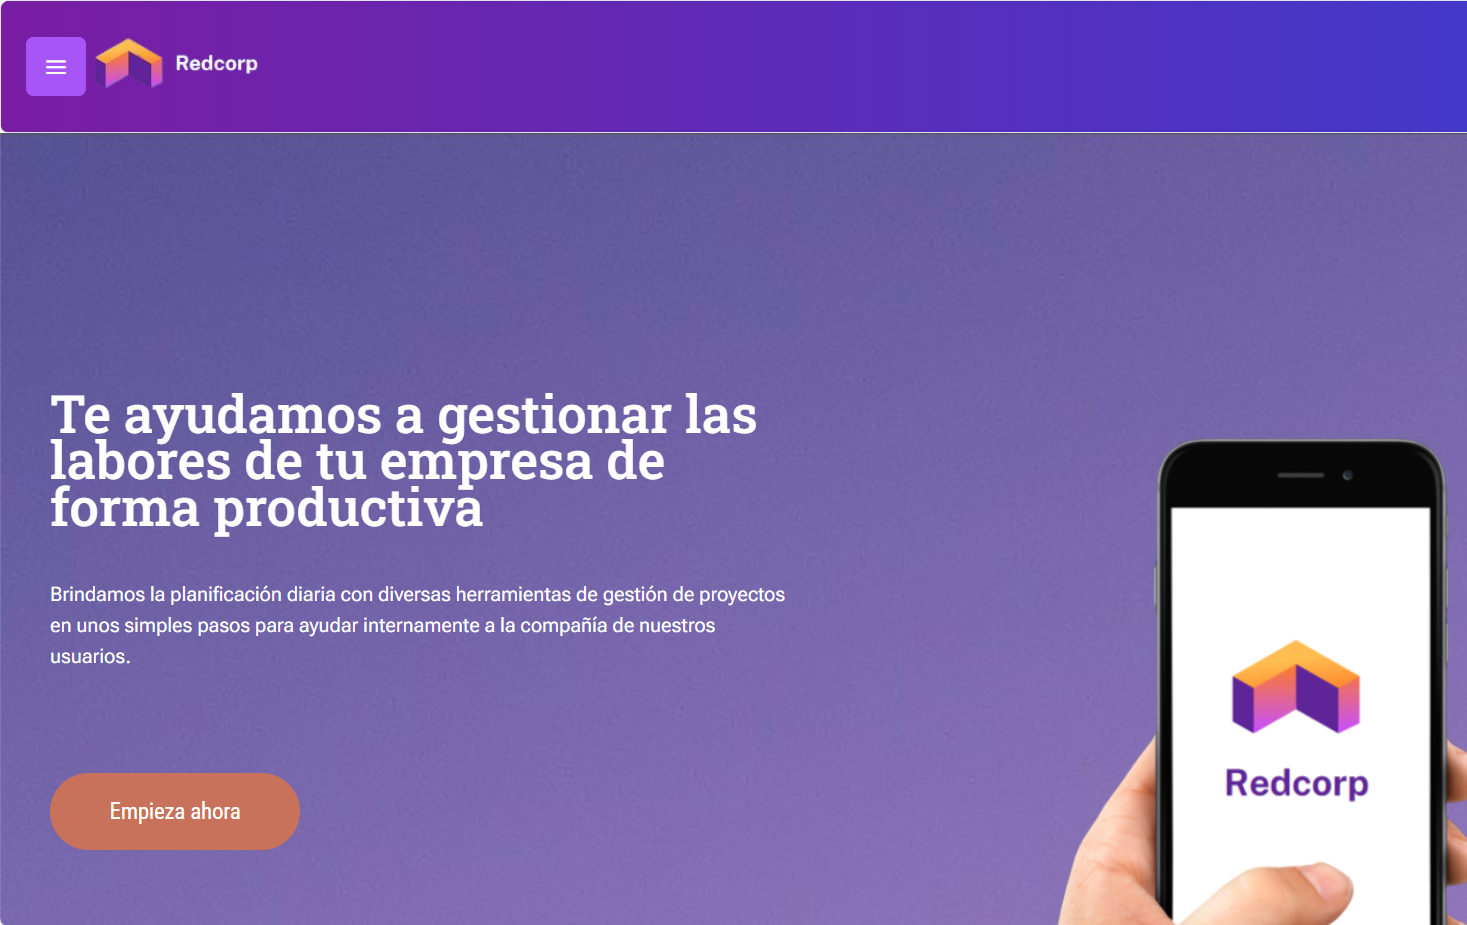 Redcorp
Te ayudamos a gestionar las
labores de tu empresa de
forma productiva
Brindamos la planificación diaria con diversas herramientas de gestión de proyectos
en unos simples pasos para ayudar internamente a la compañía de nuestros
usuarios.
Redcorp
Empieza ahora